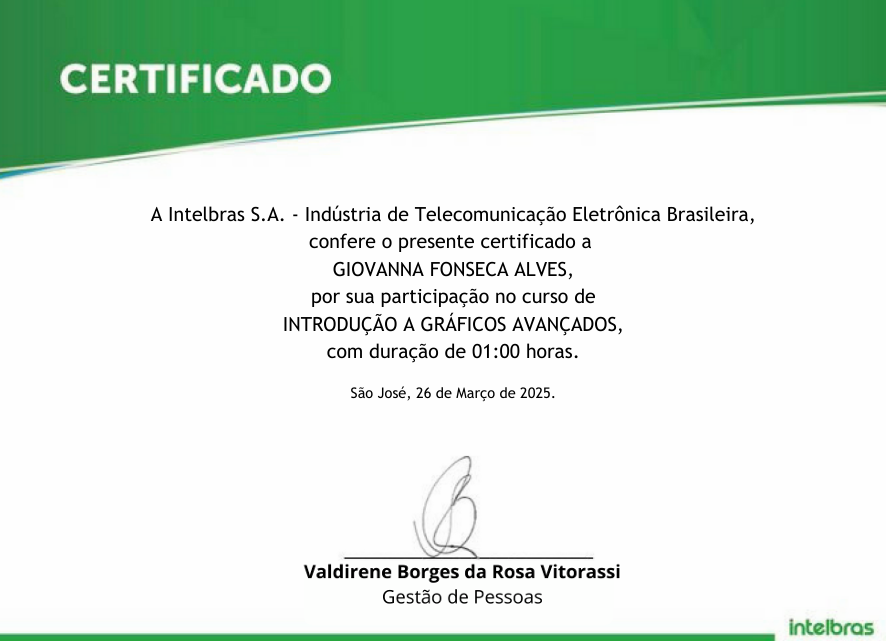 CERTIFICADO
A Intelbras S.A. - Indústria de Telecomunicação Eletrônica Brasileira,
confere o presente certificado a
GIOVANNA FONSECA ALVES,
por sua participação no curso de
INTRODUÇÃO A GRÁFICOS AVANÇADOS,
com duração de 01:00 horas.
São José, 26 de Março de 2025.
Valdirene Borges da Rosa Vitorassi
Gestão de Pessoas
intelbras